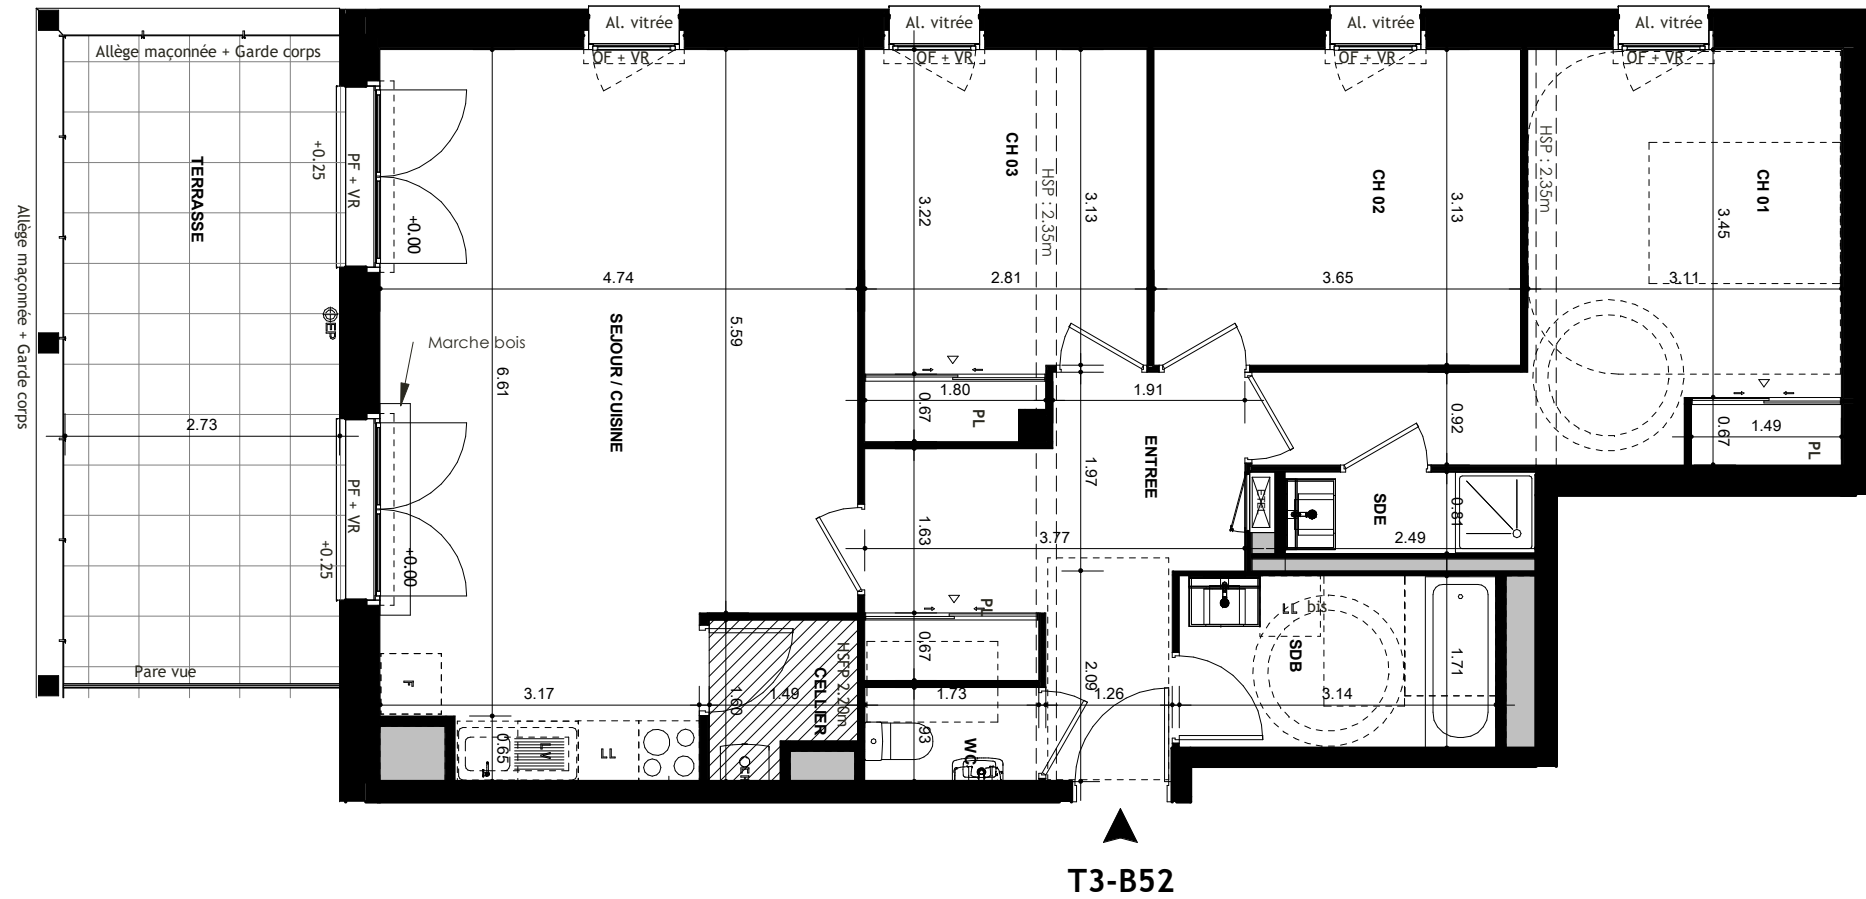 Al. vitrée
Al. vitrée
Al. vitrée
Al. vitrée
Allège maçonnée + Garde corps
OF + VR
OF + VR
OF + VR
OF + VR
TERRASSE
+0.25
PF + VR
+0.00
CH 03
HSP : 2.35m
3.22
3.13
CH 02
3.13
HSP : 2.35m
CH 01
3.45
4.74
2.81
3.65
3.11
Allège maçonnée + Garde corps
EP
SEJOUR / CUISINE
5.59
Marche bois
6.61
1.80
0.67
PL
1.91
0.92
0.67
1.49
PL
2.73
ENTREE
1.97
PF + VR
+0.25
+0.00
1.63
3.77
SDE
0.81
2.49
PL
LL bis
SDB
1.71
0.67
HSFP 2.20m
CELLIER
Pare vue
F
3.17
1.60
1.49
1.73
2.09
1.26
3.14
0.65
LV
LL
.93
WC
T3-B52